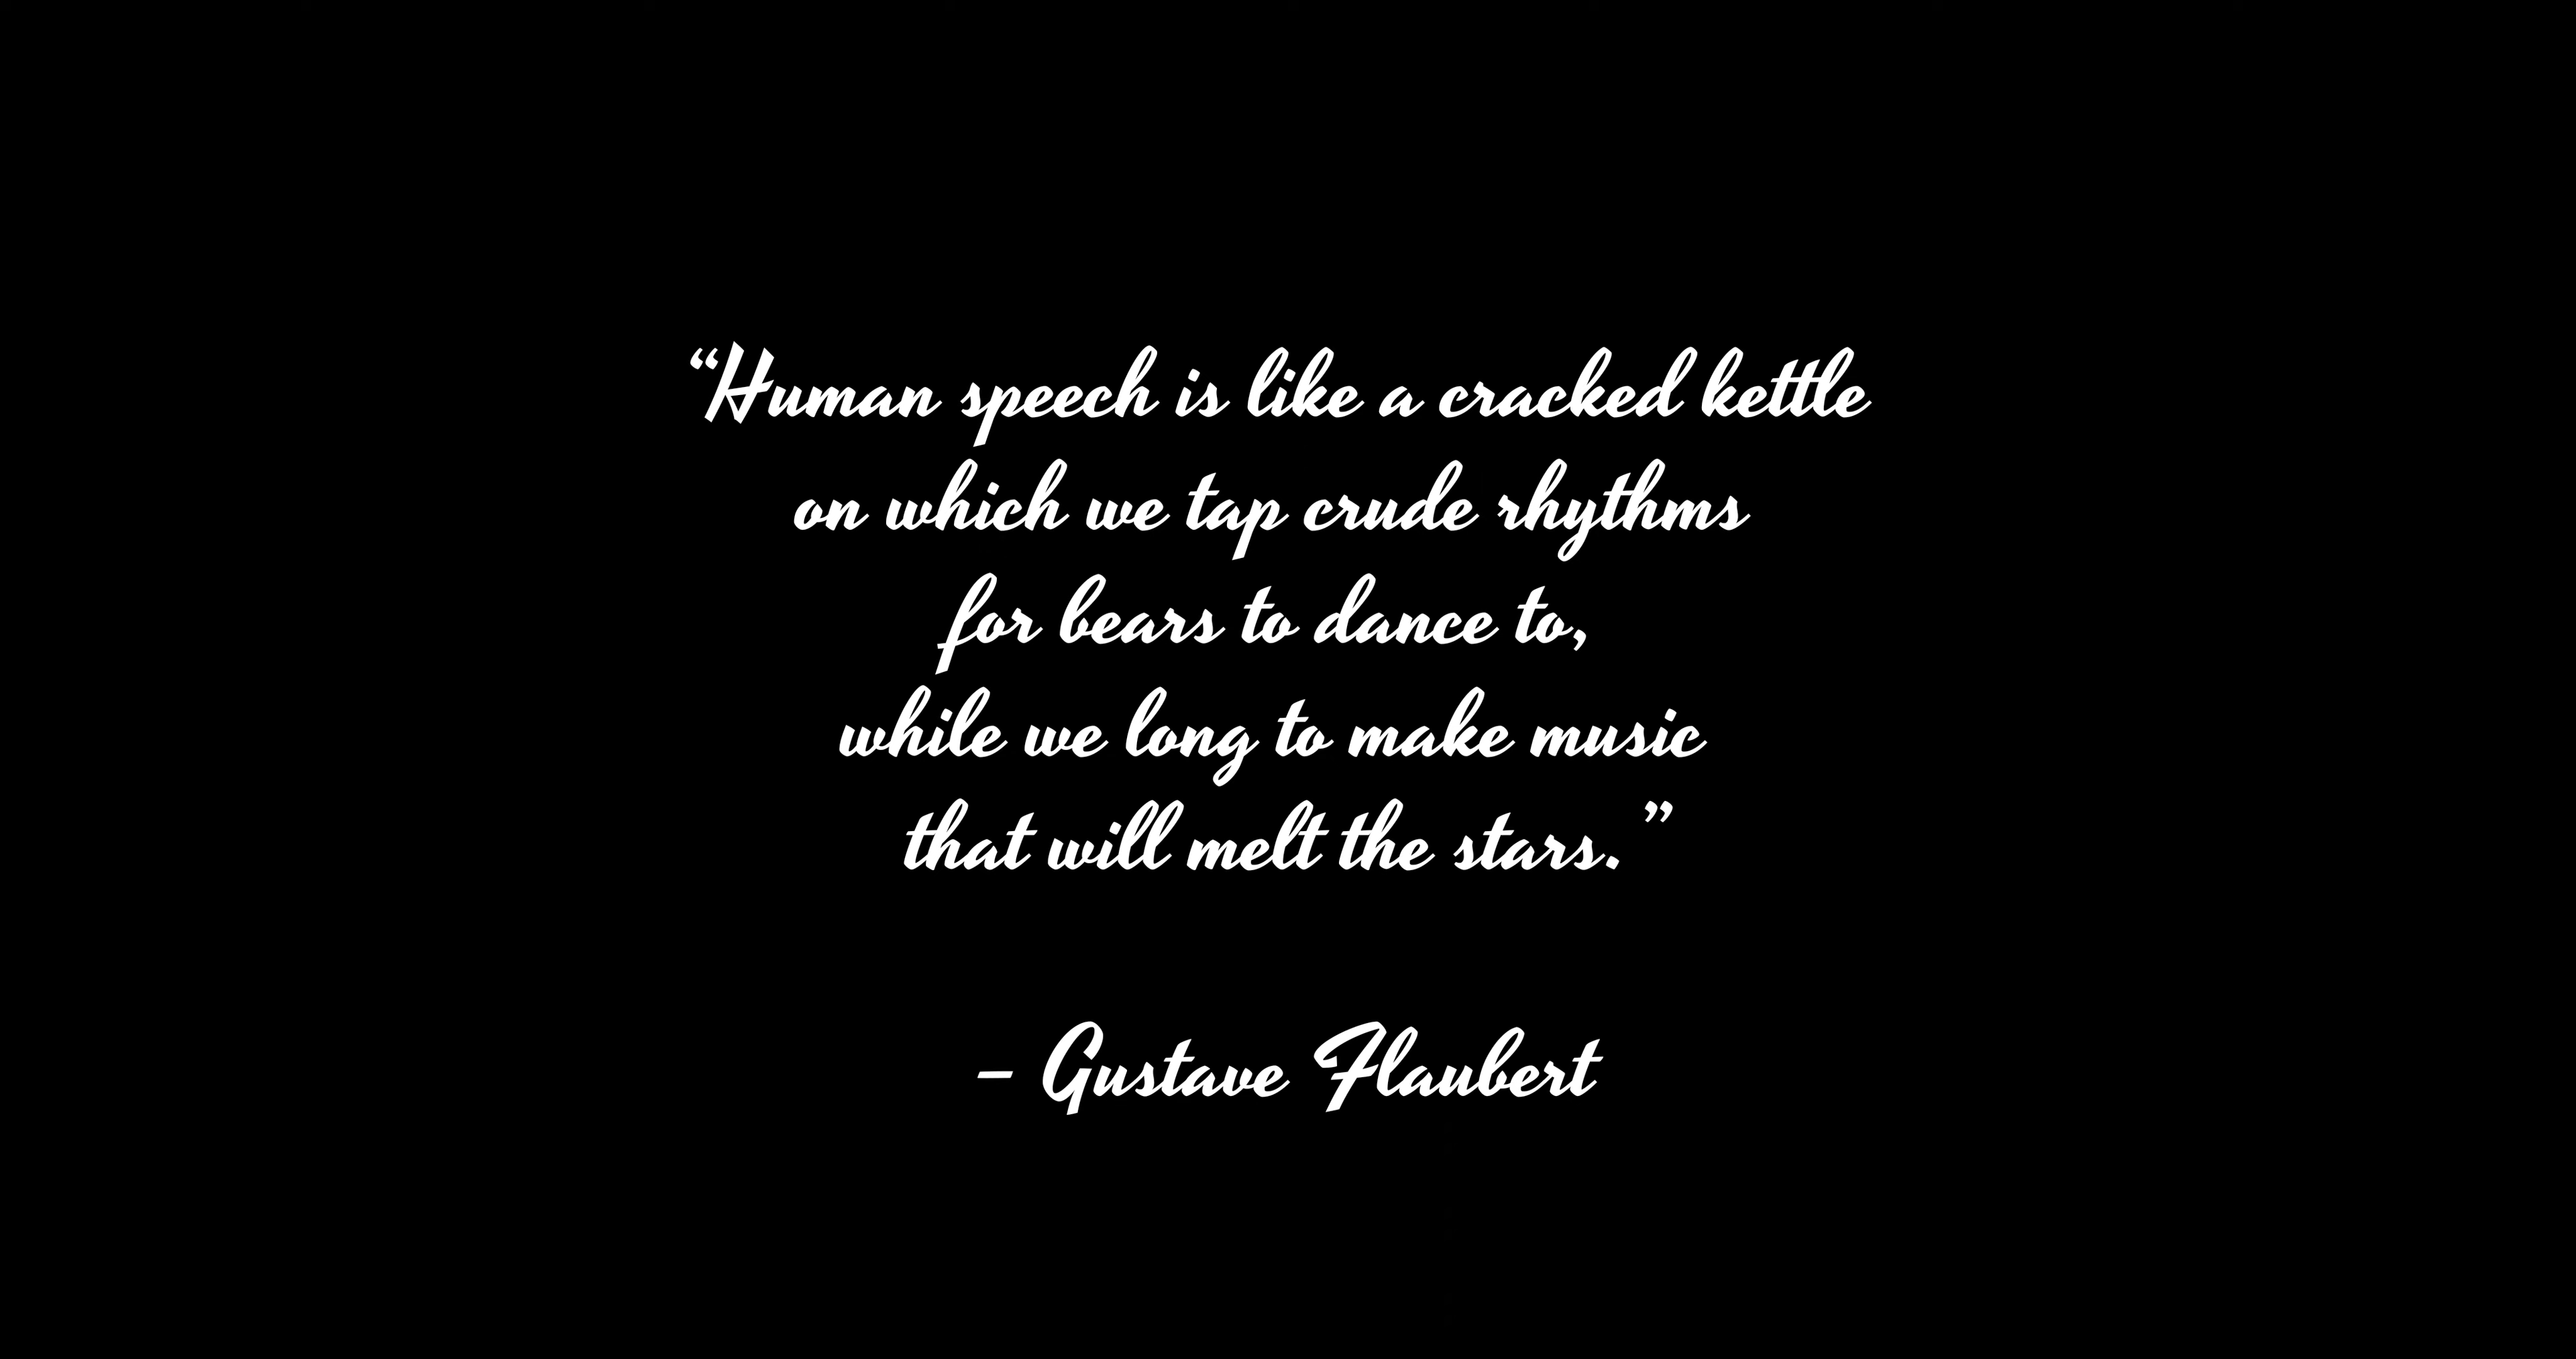 “Human speech is like a cracked kettle
on which we tap crude rhythms
for bears to dance to,
while we long to make music
that will melt the stars.”
– Gustave Flaubert